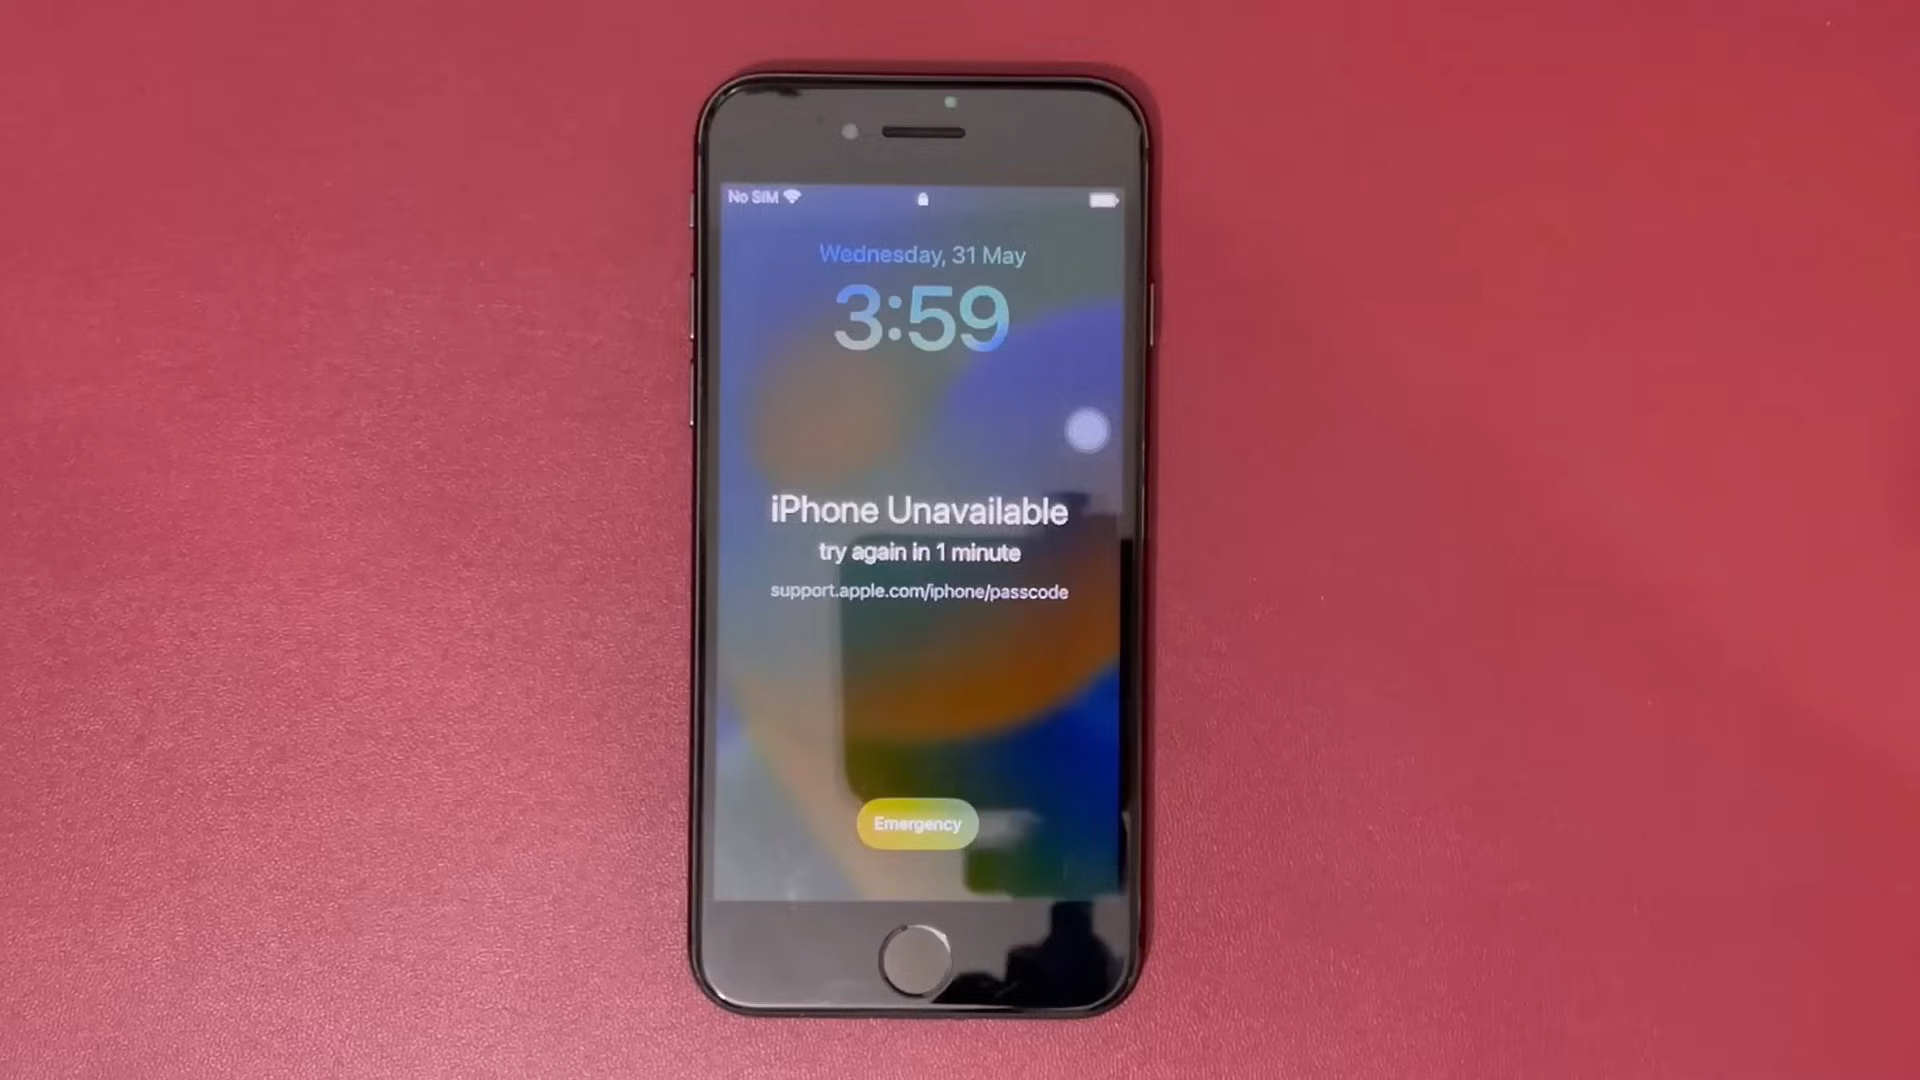 No SIM
Wednesday, 31 May
3:59
iPhone Unavailable
try again in 1 minute
support.apple.com/iphone/passcode
Emergency